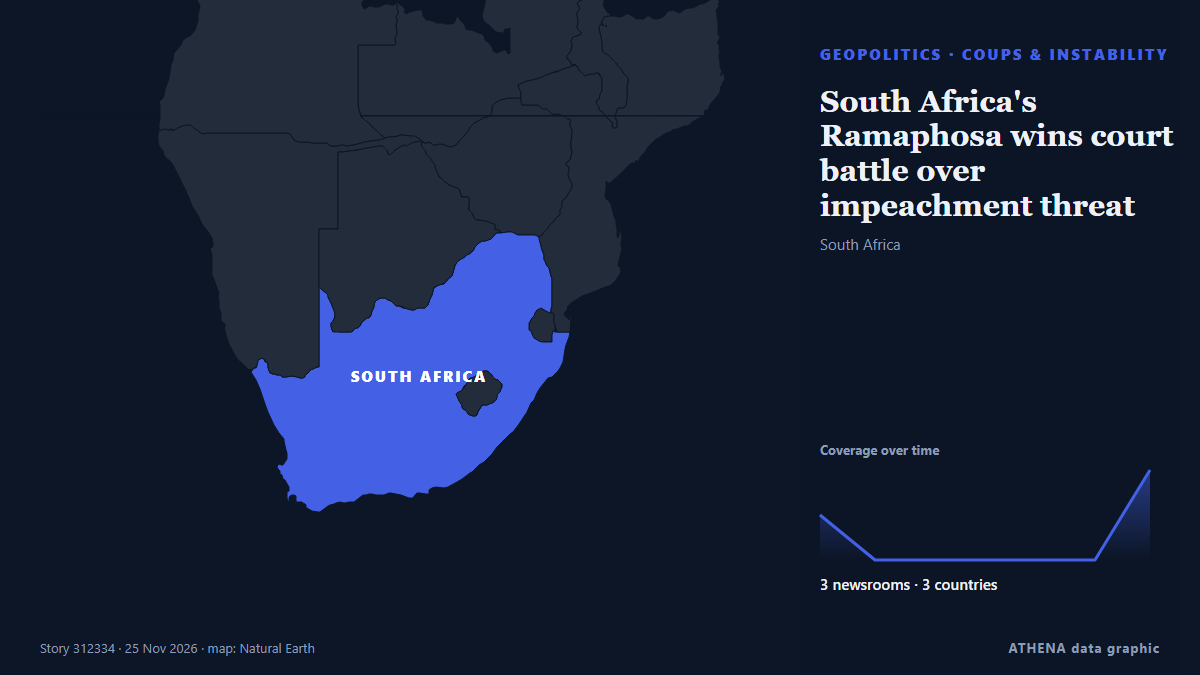 GEOPOLITICS · COUPS & INSTABILITY
South Africa's
Ramaphosa wins court
battle over
impeachment threat
South Africa
SOUTH AFRICA
Coverage over time
3 newsrooms · 3 countries
Story 312334 · 25 Nov 2026 · map: Natural Earth
ATHENA data graphic